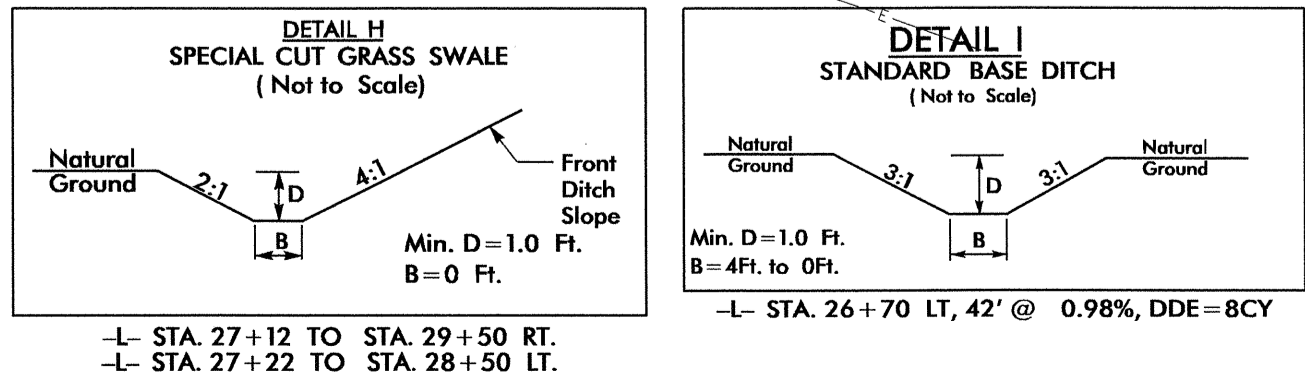 DETAIL H
SPECIAL CUT GRASS SWALE
( Not to Scale)
Natural
Ground
2:1
D
4:1
Front
Ditch
Slope
B
Min. D=1.0 Ft.
B=0 Ft.
–L– STA. 27+12 TO STA. 29+50 RT.
–L– STA. 27+22 TO STA. 28+50 LT.
E
DETAIL I
STANDARD BASE DITCH
( Not to Scale)
Natural
Ground
3:1
D
3:1
Natural
Ground
Min. D=1.0 Ft.
B=4Ft. to 0Ft.
B
–L– STA. 26+70 LT, 42' @ 0.98%, DDE=8CY